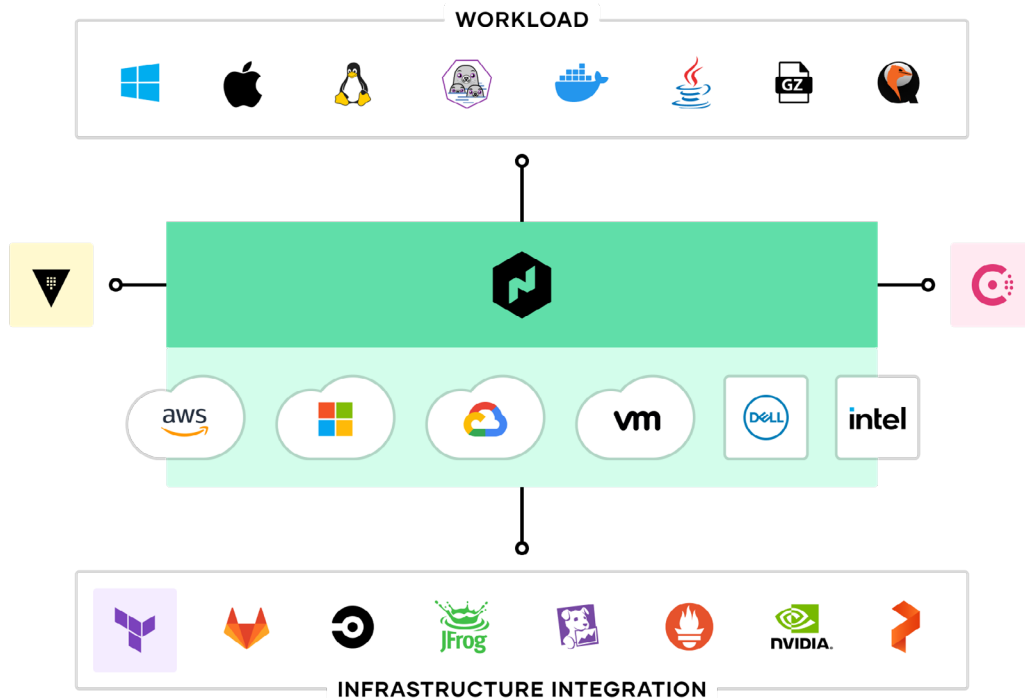 WORKLOAD
GZ
aws
vm
DELL
intel
JFrog
NVIDIA.
INFRASTRUCTURE INTEGRATION